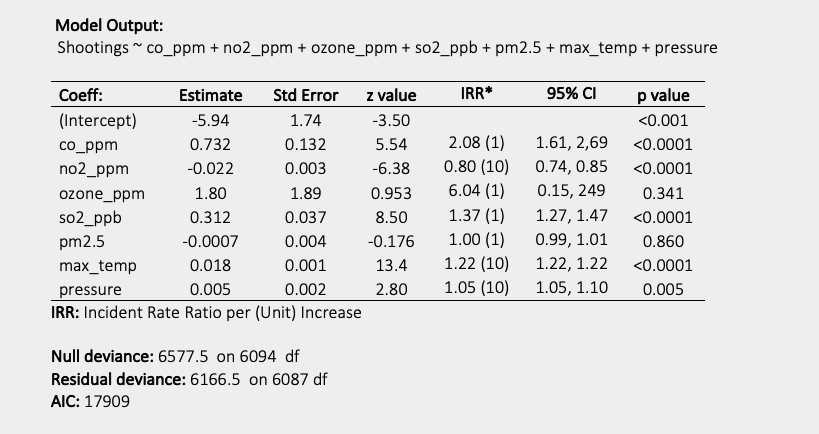 Model Output:
Shootings ~ co_ppm + no2_ppm + ozone_ppm + so2_ppb + pm2.5 + max_temp + pressure
Coeff: Estimate Std Error z value IRR* 95% CI p value
(Intercept) -5.94 1.74 -3.50 <0.001
co_ppm 0.732 0.132 5.54 2.08 (1) 1.61, 2,69 <0.0001
no2_ppm -0.022 0.003 -6.38 0.80 (10) 0.74, 0.85 <0.0001
ozone_ppm 1.80 1.89 0.953 6.04 (1) 0.15, 249 0.341
so2_ppb 0.312 0.037 8.50 1.37 (1) 1.27, 1.47 <0.0001
pm2.5 -0.0007 0.004 -0.176 1.00 (1) 0.99, 1.01 0.860
max_temp 0.018 0.001 13.4 1.22 (10) 1.22, 1.22 <0.0001
pressure 0.005 0.002 2.80 1.05 (10) 1.05, 1.10 0.005
IRR: Incident Rate Ratio per (Unit) Increase
Null deviance: 6577.5 on 6094 df
Residual deviance: 6166.5 on 6087 df
AIC: 17909